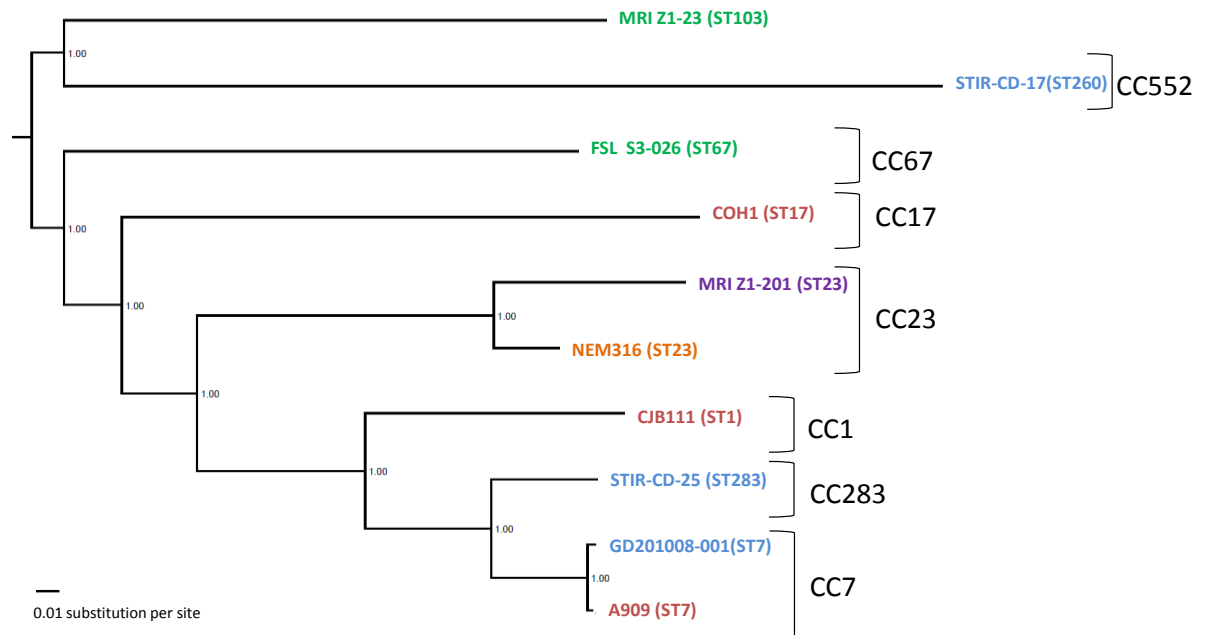 MRI Z1-23 (ST103)
1.00
STIR-CD-17(ST260)
CC552
FSL S3-026 (ST67)
CC67
1.00
COH1 (ST17)
CC17
1.00
MRI Z1-201 (ST23)
1.00
CC23
NEM316 (ST23)
1.00
CJB111 (ST1)
CC1
1.00
STIR-CD-25 (ST283)
CC283
1.00
GD201008-001(ST7)
1.00
CC7
A909 (ST7)
0.01 substitution per site